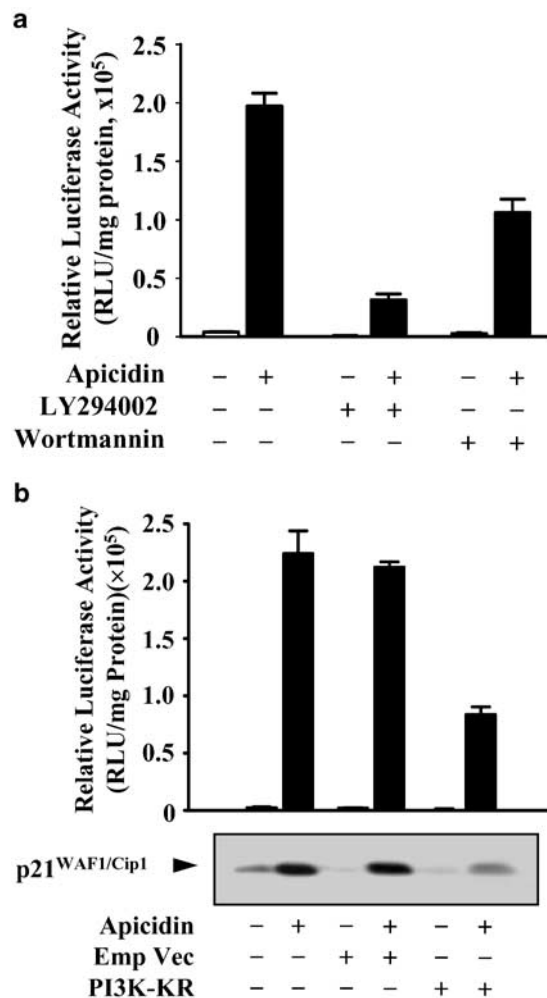 a
Relative Luciferase Activity
(RLU/mg protein, x10⁵)
2.5
2.0
1.5
1.0
0.5
0
Apicidin – + – + – +
LY294002 – – + + – –
Wortmannin – – – – + +
b
Relative Luciferase Activity
(RLU/mg Protein)(×10⁵)
2.5
2.0
1.5
1.0
0.5
0
p21WAF1/Cip1
Apicidin – + – + – +
Emp Vec – – + + – –
PI3K-KR – – – – + +